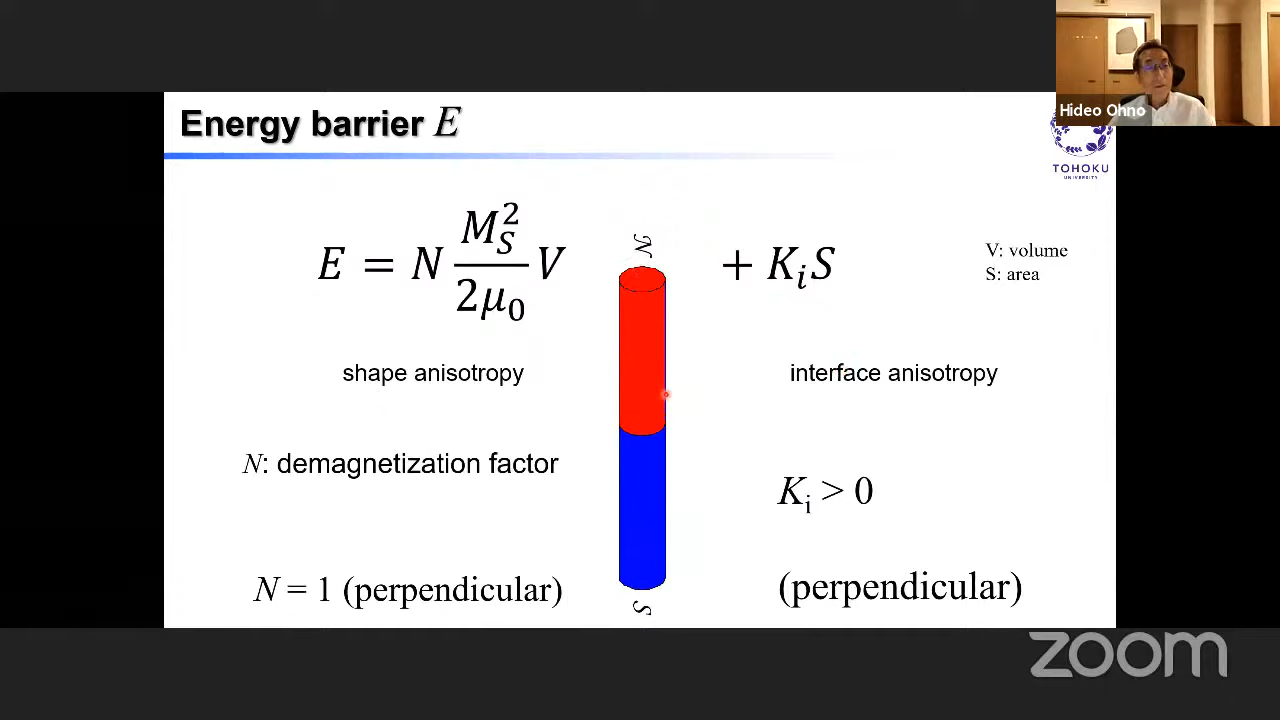 Hideo Ohno
Energy barrier E
TOHOKU
UNIVERSITY
E = N M_S^2/2μ_0 V + K_i S
V: volume
S: area
N
shape anisotropy
interface anisotropy
N: demagnetization factor
K_i > 0
N = 1 (perpendicular)
(perpendicular)
S
zoom